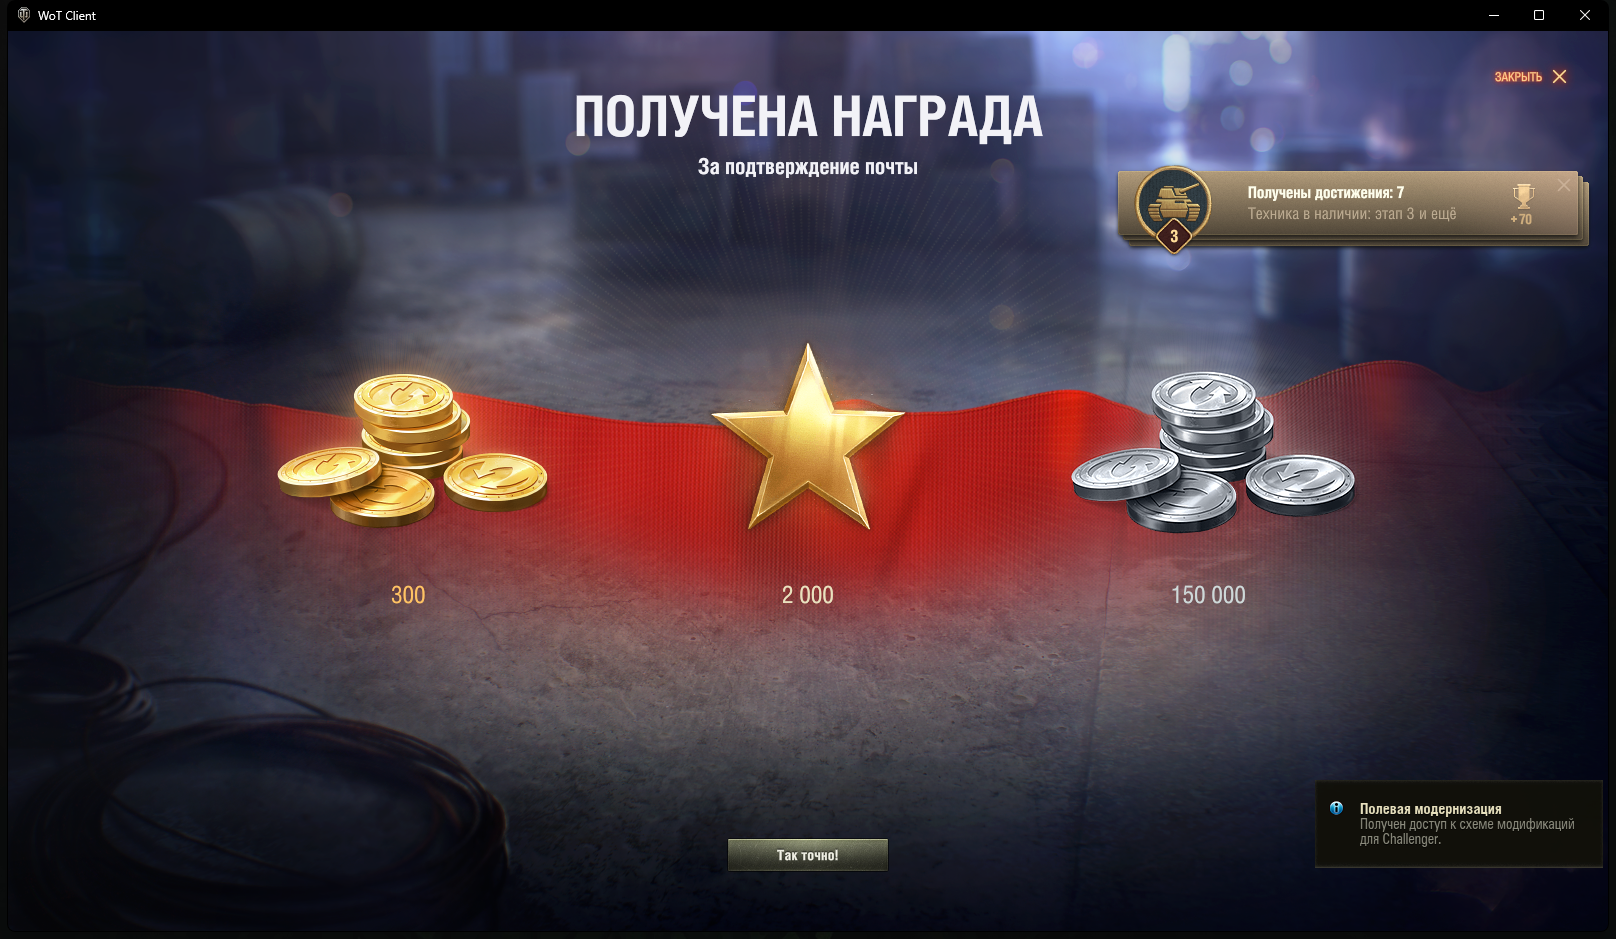 WoT Client
ЗАКРЫТЬ
ПОЛУЧЕНА НАГРАДА
За подтверждение почты
Получены достижения: 7
Техника в наличии: этап 3 и ещё
+70
3
300
2 000
150 000
Полевая модернизация
Получен доступ к схеме модификаций
для Challenger.
Так точно!